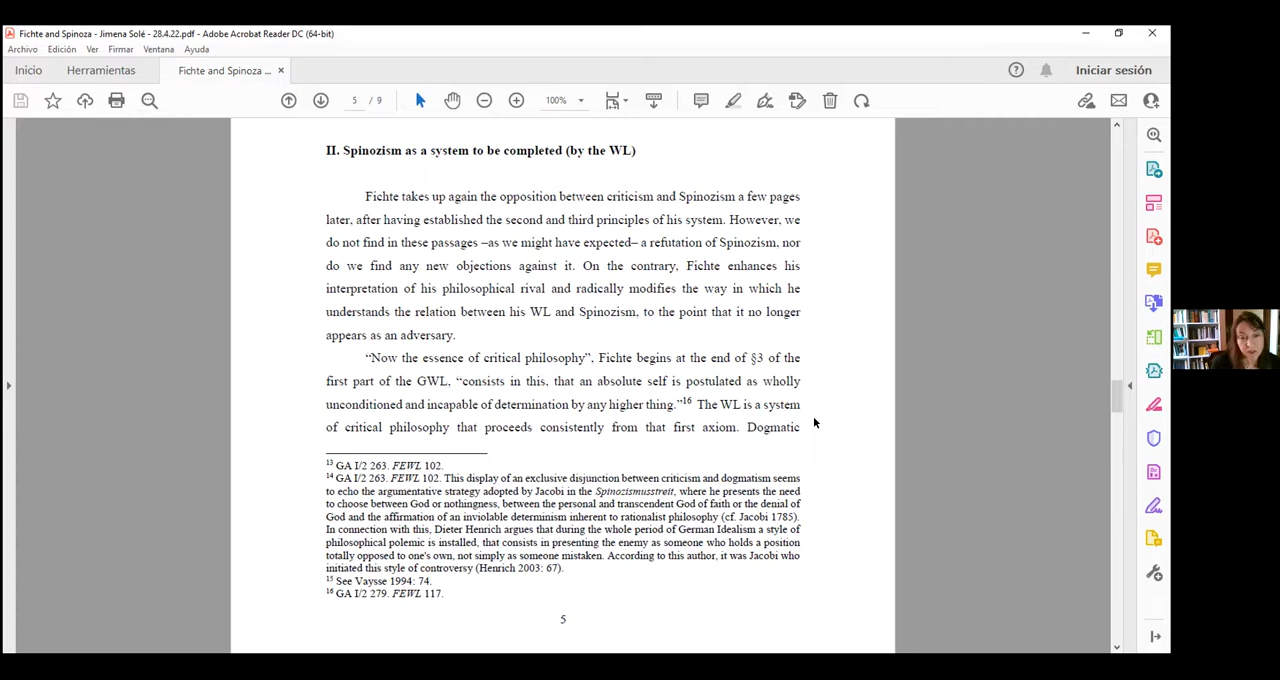 Fichte and Spinoza - Jimena Solé - 28.4.22.pdf - Adobe Acrobat Reader DC (64-bit)
Archivo Edición Ver Firmar Ventana Ayuda
Inicio Herramientas Fichte and Spinoza ... × Iniciar sesión
5 / 9 100%
II. Spinozism as a system to be completed (by the WL)
Fichte takes up again the opposition between criticism and Spinozism a few pages
later, after having established the second and third principles of his system. However, we
do not find in these passages –as we might have expected– a refutation of Spinozism, nor
do we find any new objections against it. On the contrary, Fichte enhances his
interpretation of his philosophical rival and radically modifies the way in which he
understands the relation between his WL and Spinozism, to the point that it no longer
appears as an adversary.
“Now the essence of critical philosophy”, Fichte begins at the end of §3 of the
first part of the GWL, “consists in this, that an absolute self is postulated as wholly
unconditioned and incapable of determination by any higher thing.”16 The WL is a system
of critical philosophy that proceeds consistently from that first axiom. Dogmatic
13 GA I/2 263. FEWL 102.
14 GA I/2 263. FEWL 102. This display of an exclusive disjunction between criticism and dogmatism seems
to echo the argumentative strategy adopted by Jacobi in the Spinozismusstreit, where he presents the need
to choose between God or nothingness, between the personal and transcendent God of faith or the denial of
God and the affirmation of an inviolable determinism inherent to rationalist philosophy (cf. Jacobi 1785).
In connection with this, Dieter Henrich argues that during the whole period of German Idealism a style of
philosophical polemic is installed, that consists in presenting the enemy as someone who holds a position
totally opposed to one's own, not simply as someone mistaken. According to this author, it was Jacobi who
initiated this style of controversy (Henrich 2003: 67).
15 See Vaysse 1994: 74.
16 GA I/2 279. FEWL 117.
5